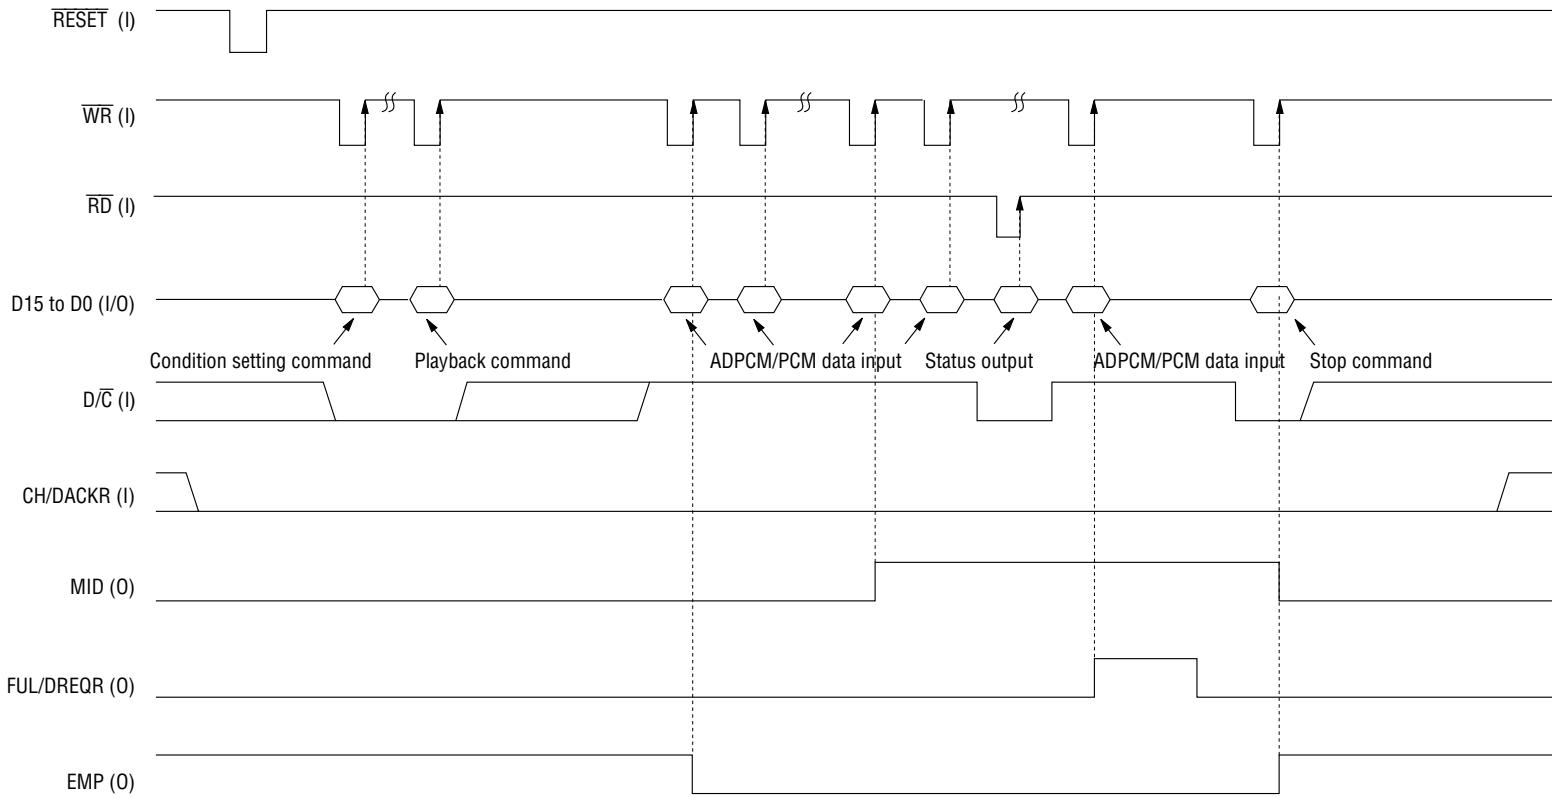 RESET (I)
WR (I)
RD (I)
D15 to D0 (I/O)
Condition setting command
Playback command
ADPCM/PCM data input
Status output
ADPCM/PCM data input
Stop command
D/C (I)
CH/DACKR (I)
MID (O)
FUL/DREQR (O)
EMP (O)